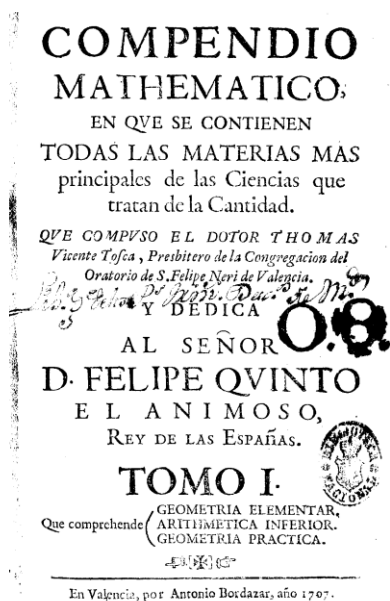 COMPENDIO
MATHEMATICO,
EN QVE SE CONTIENEN
TODAS LAS MATERIAS MAS
principales de las Ciencias que
tratan de la Cantidad.
QVE COMPVSO EL DOTOR THOMAS
Vicente Tosca, Presbitero de la Congregacion del
Oratorio de S. Felipe Neri de Valencia.
Y DEDICA
O.8.
AL SEÑOR
D. FELIPE QVINTO
EL ANIMOSO,
REY DE LAS ESPAÑAS.
TOMO I.
Que comprehende
GEOMETRIA ELEMENTAR,
ARITHMETICA INFERIOR.
GEOMETRIA PRACTICA.
En Valencia, por Antonio Bordazar, año 1707.